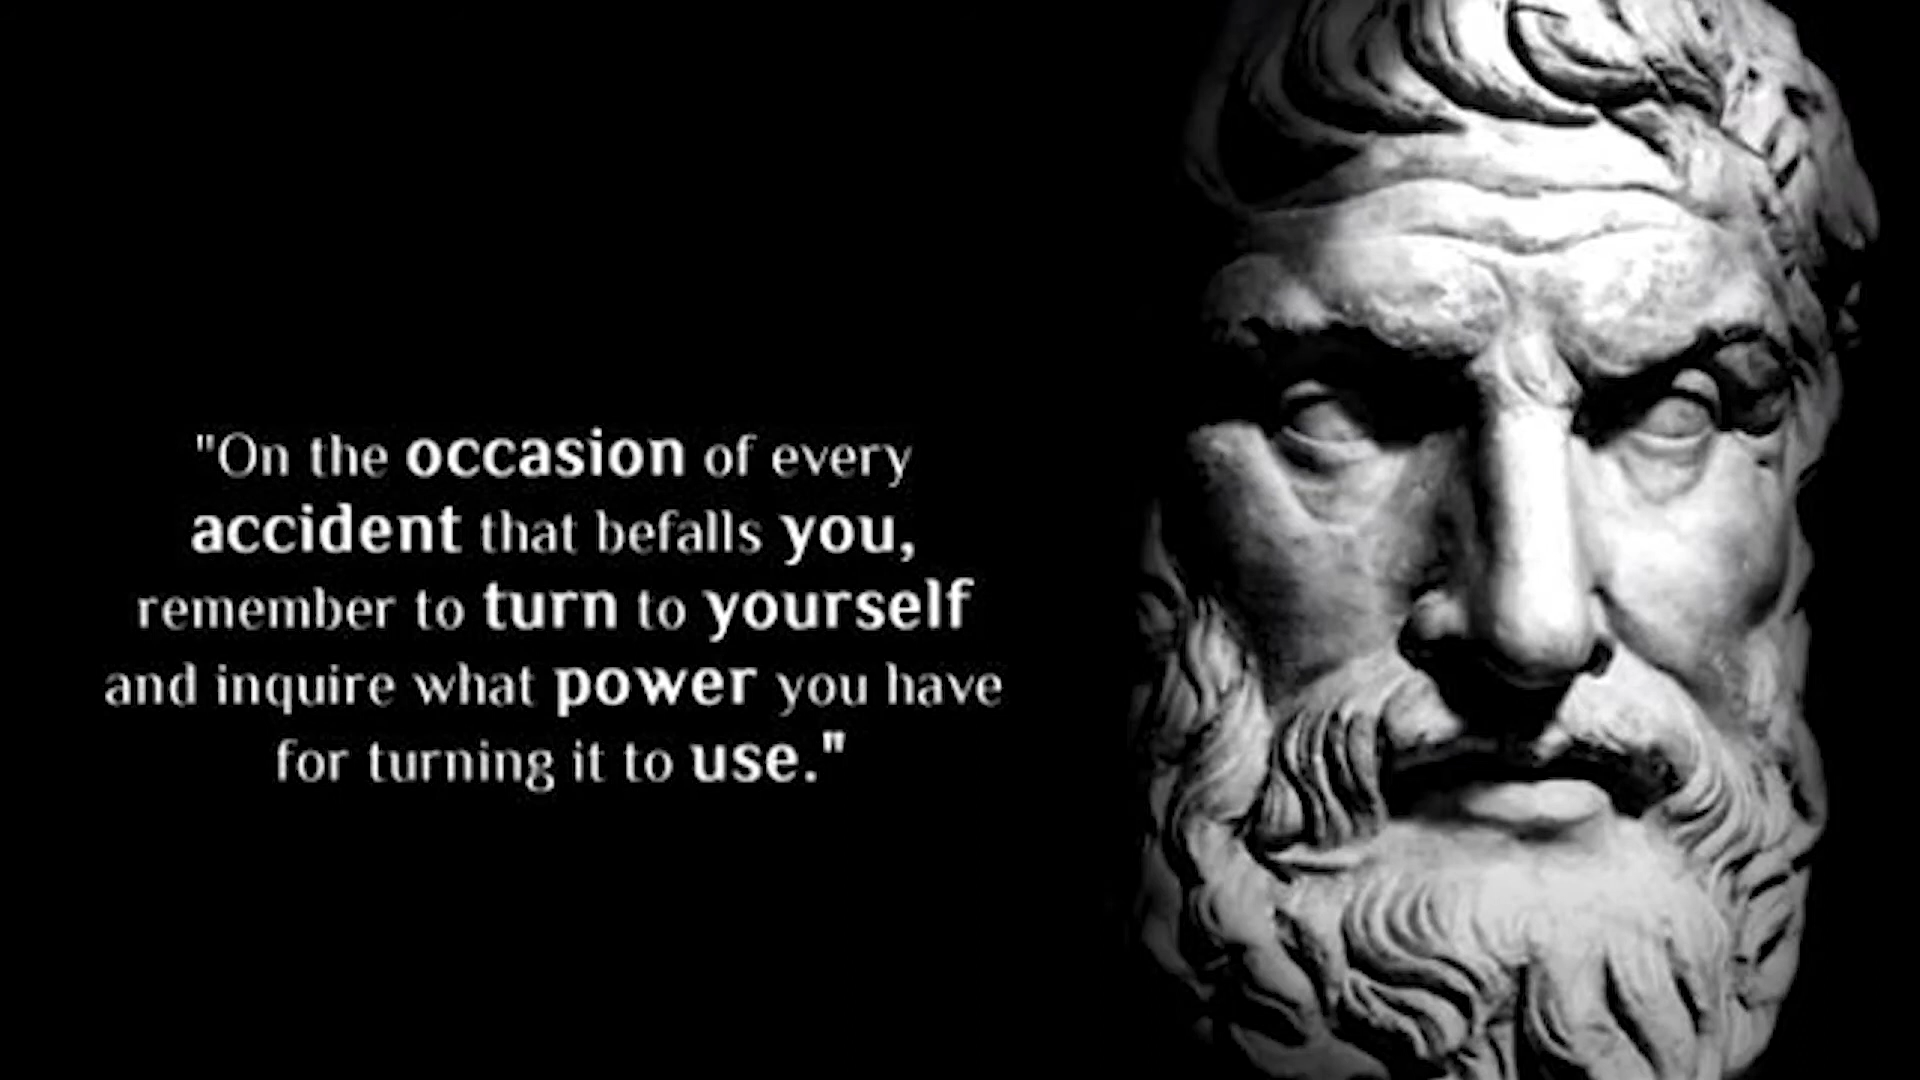 "On the occasion of every
accident that befalls you,
remember to turn to yourself
and inquire what power you have
for turning it to use."